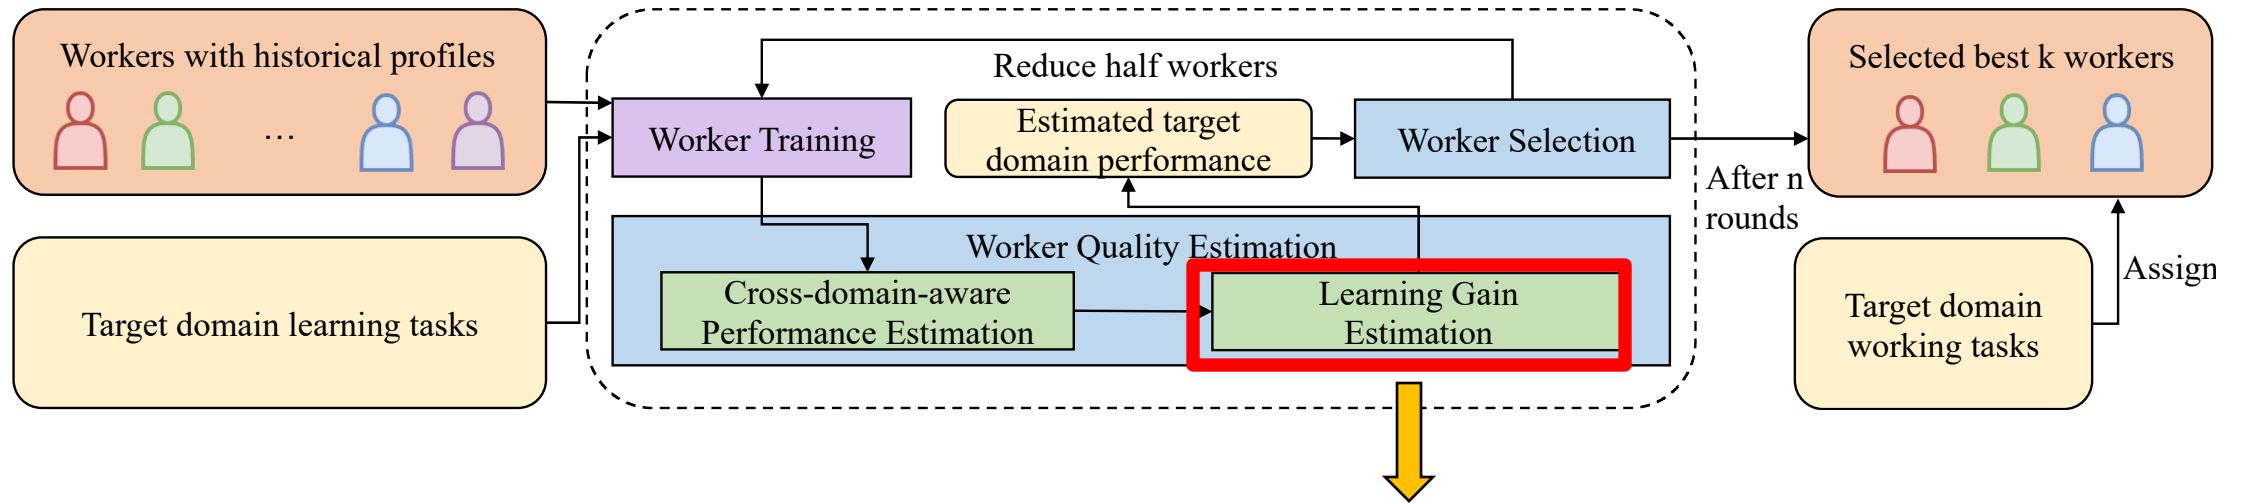 Workers with historical profiles
...
Target domain learning tasks
Reduce half workers
Worker Training
Estimated target
domain performance
Worker Selection
Worker Quality Estimation
Cross-domain-aware
Performance Estimation
Learning Gain
Estimation
After n
rounds
Selected best k workers
Target domain
working tasks
Assign